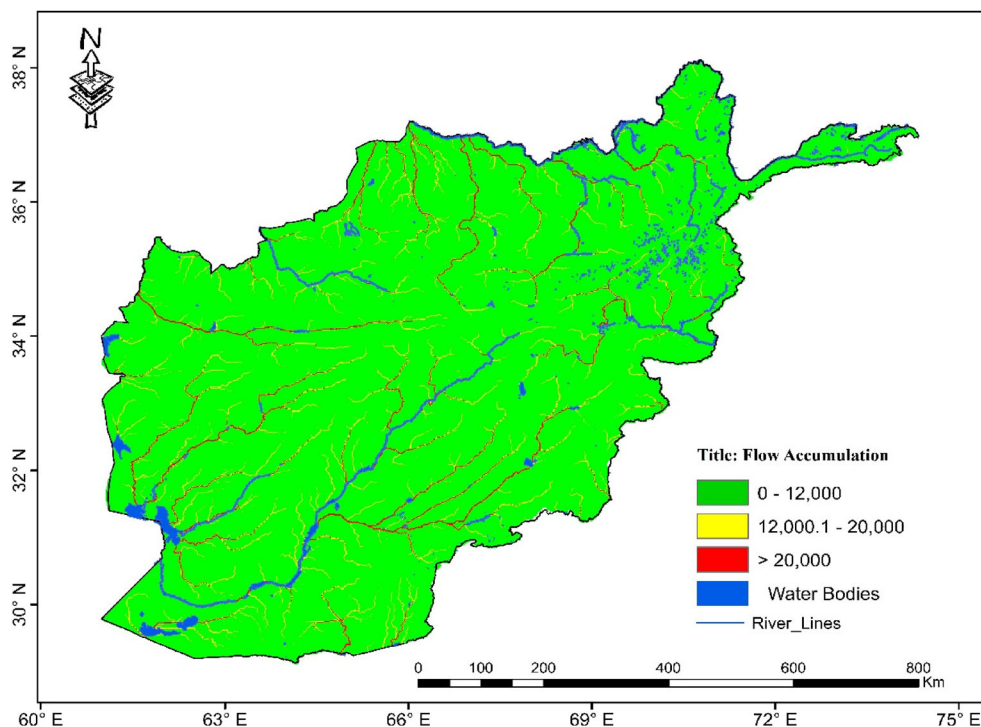 N
38° N
36° N
34° N
32° N
30° N
Title: Flow Accumulation
0 - 12,000
12,000.1 - 20,000
> 20,000
Water Bodies
River_Lines
0 100 200 400 600 800
Km
60° E 63° E 66° E 69° E 72° E 75° E